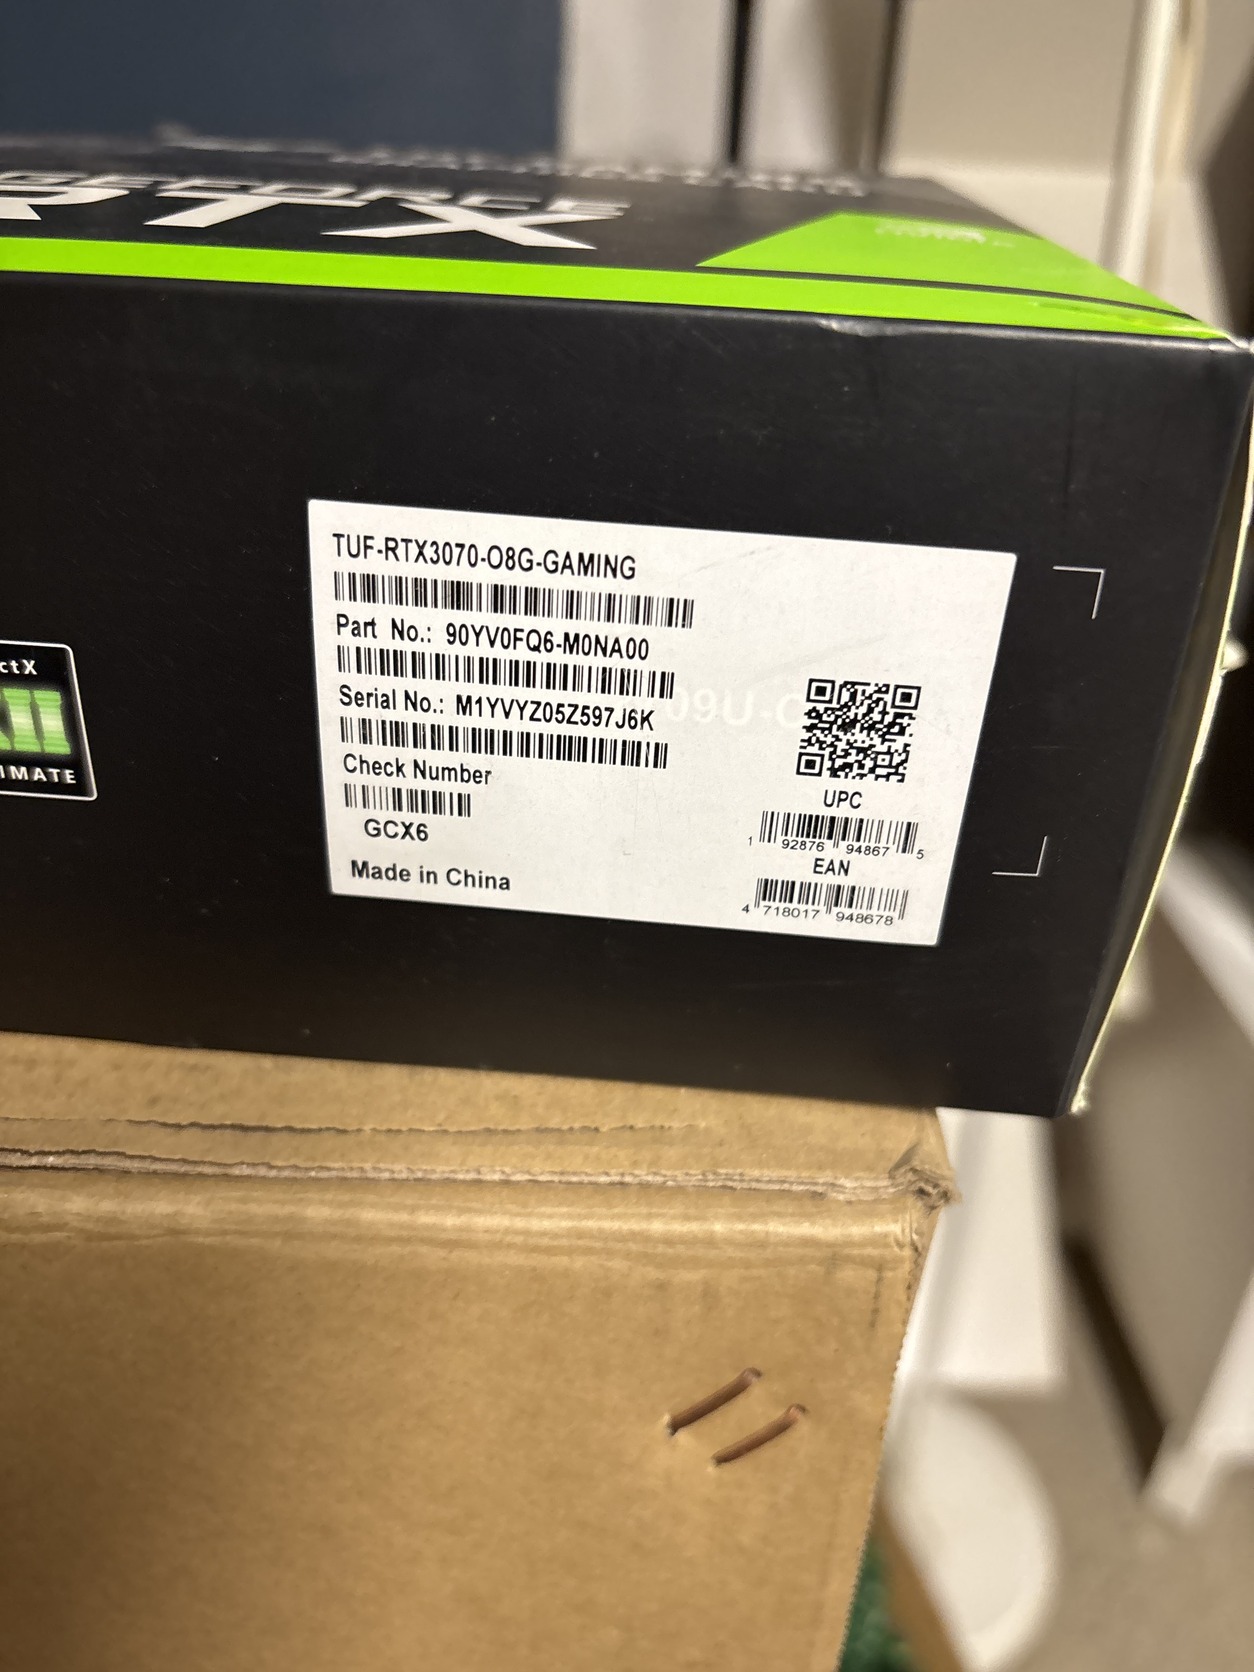 GEFORCE
RTX
ctX
IMATE
TUF-RTX3070-O8G-GAMING
Part No.: 90YV0FQ6-M0NA00
Serial No.: M1YVYZ05Z597J6K
Check Number
GCX6
Made in China
UPC
1 92876 94867 5
EAN
4 718017 948678